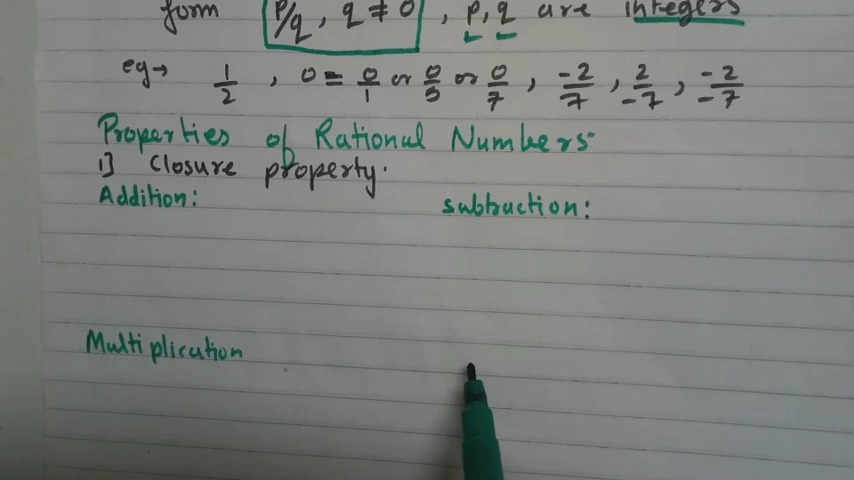 form p/q, q ≠ 0, p,q are integers
eg→ 1/2, 0 = 0/1 or 0/5 or 0/7, -2/7, 2/-7, -2/-7
Properties of Rational Numbers
1] Closure property.
Addition: subtraction:
Multiplication